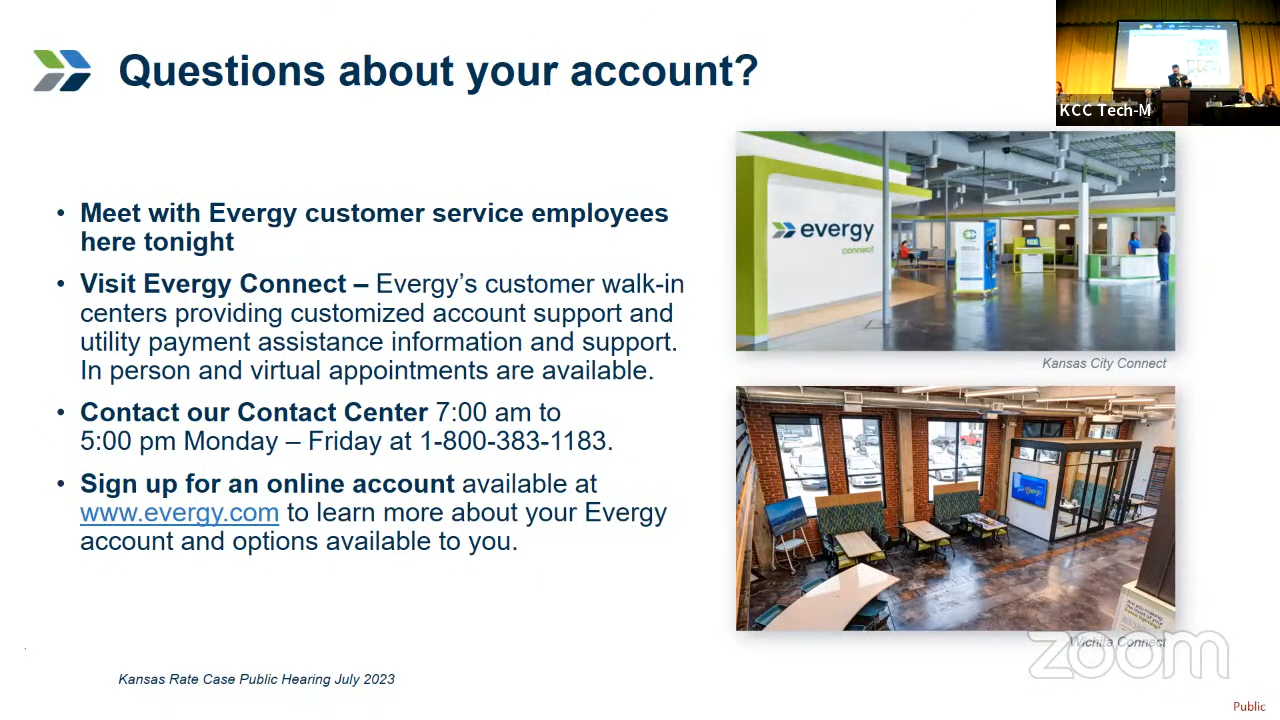 Questions about your account?
KCC Tech-M
• Meet with Evergy customer service employees
here tonight
• Visit Evergy Connect – Evergy’s customer walk-in
centers providing customized account support and
utility payment assistance information and support.
In person and virtual appointments are available.
• Contact our Contact Center 7:00 am to
5:00 pm Monday – Friday at 1-800-383-1183.
• Sign up for an online account available at
www.evergy.com to learn more about your Evergy
account and options available to you.
evergy
connect
Kansas City Connect
Wichita Connect
zoom
Kansas Rate Case Public Hearing July 2023
Public